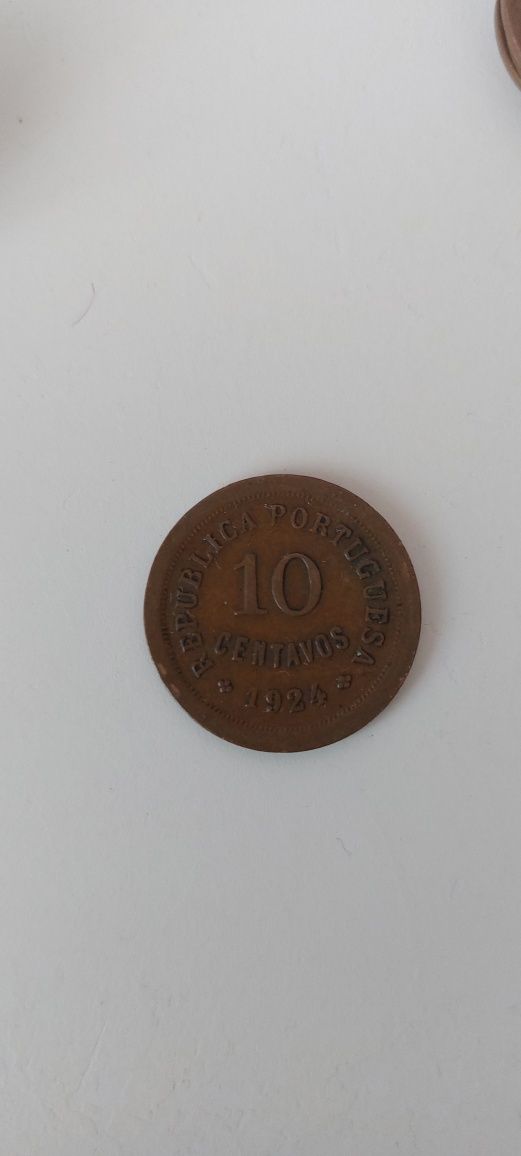 REPUBLICA PORTUGUESA
10
CENTAVOS
1924